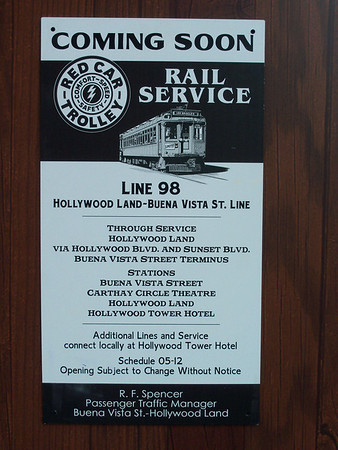 COMING SOON
RED CAR
TROLLEY
COMFORT-SPEED
SAFETY
RAIL
SERVICE
LINE 98
HOLLYWOOD LAND-BUENA VISTA ST. LINE
THROUGH SERVICE
HOLLYWOOD LAND
VIA HOLLYWOOD BLVD. AND SUNSET BLVD.
BUENA VISTA STREET TERMINUS
STATIONS
BUENA VISTA STREET
CARTHAY CIRCLE THEATRE
HOLLYWOOD LAND
HOLLYWOOD TOWER HOTEL
Additional Lines and Service
connect locally at Hollywood Tower Hotel
Schedule 05-12
Opening Subject to Change Without Notice
R. F. Spencer
Passenger Traffic Manager
Buena Vista St.-Hollywood Land